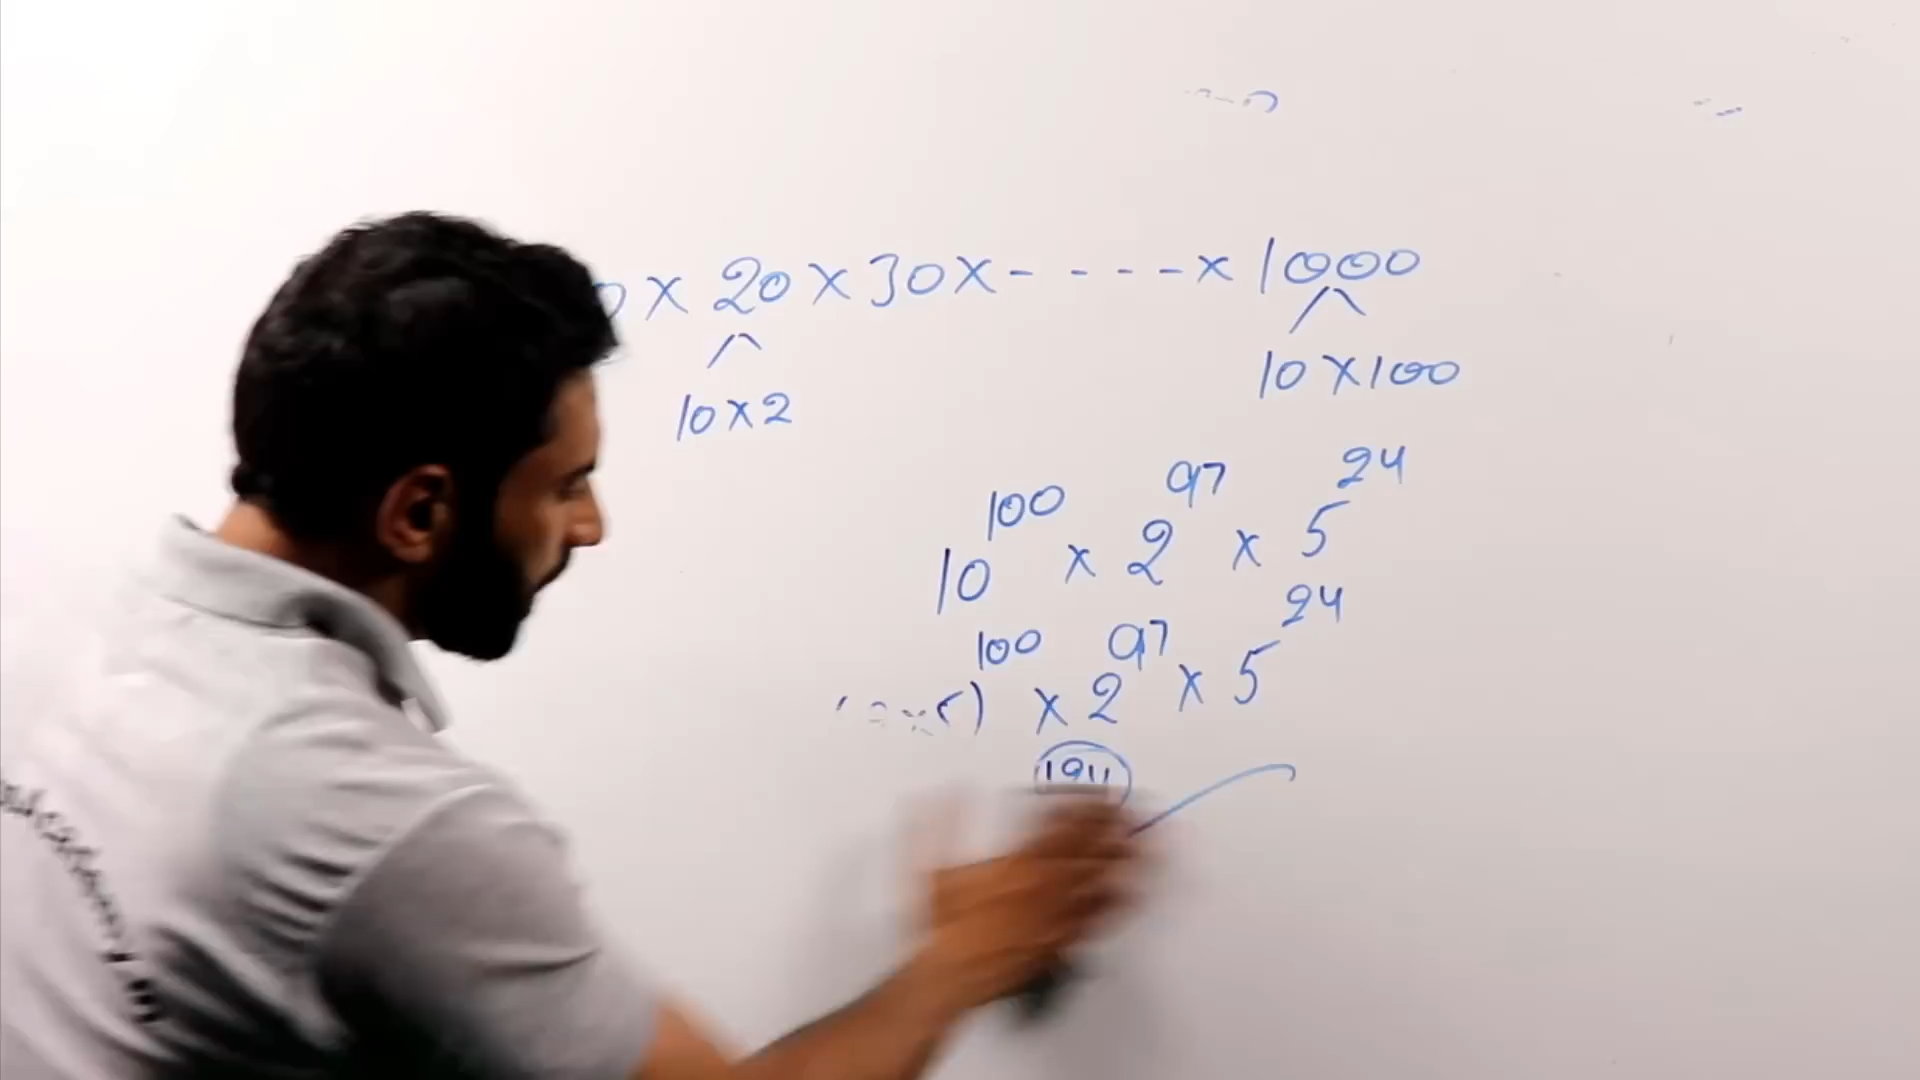 0 x 20 x 30 x - - - - - x 1000
10 x 2
10 x 100
10^100 x 2^97 x 5^24
)^100 x 2^97 x 5^24
194